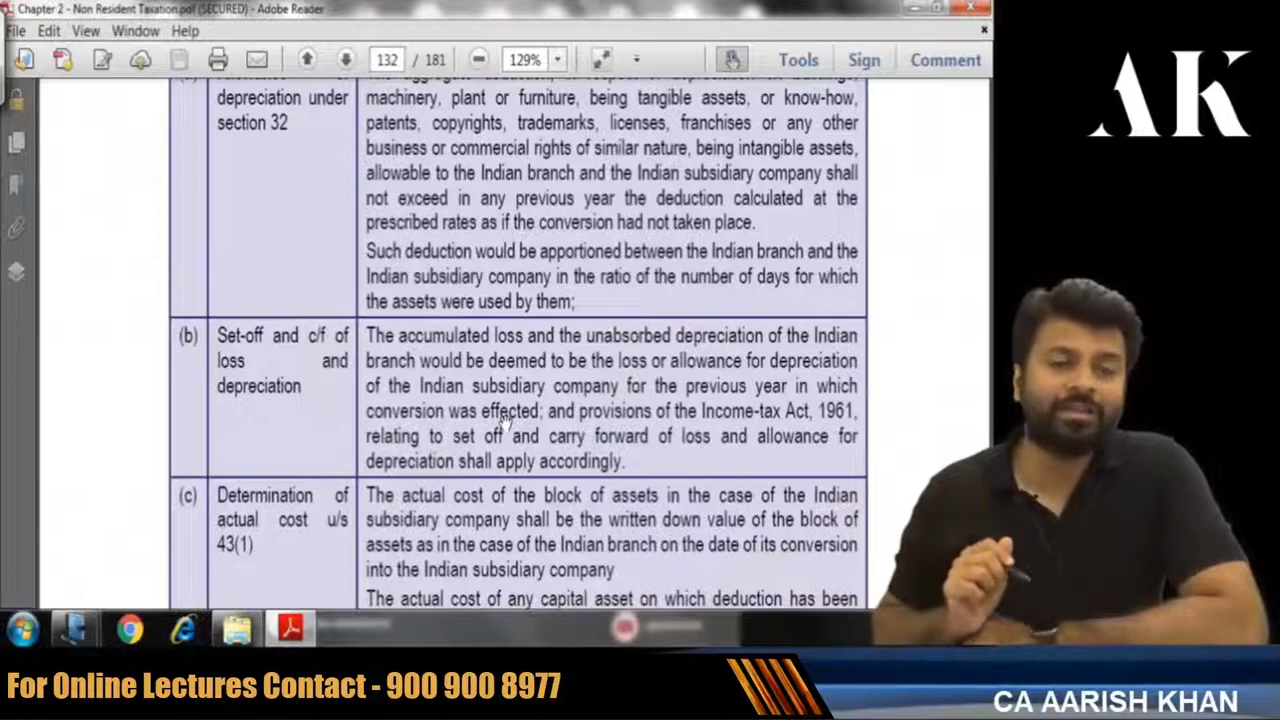 Chapter 2 - Non Resident Taxation.pdf (SECURED) - Adobe Reader
File Edit View Window Help
132 / 181
129%
Tools Sign Comment
AK
depreciation under
section 32
machinery, plant or furniture, being tangible assets, or know-how,
patents, copyrights, trademarks, licenses, franchises or any other
business or commercial rights of similar nature, being intangible assets,
allowable to the Indian branch and the Indian subsidiary company shall
not exceed in any previous year the deduction calculated at the
prescribed rates as if the conversion had not taken place.
Such deduction would be apportioned between the Indian branch and the
Indian subsidiary company in the ratio of the number of days for which
the assets were used by them;
(b)
Set-off and c/f of
loss and
depreciation
The accumulated loss and the unabsorbed depreciation of the Indian
branch would be deemed to be the loss or allowance for depreciation
of the Indian subsidiary company for the previous year in which
conversion was effected; and provisions of the Income-tax Act, 1961,
relating to set off and carry forward of loss and allowance for
depreciation shall apply accordingly.
(c)
Determination of
actual cost u/s
43(1)
The actual cost of the block of assets in the case of the Indian
subsidiary company shall be the written down value of the block of
assets as in the case of the Indian branch on the date of its conversion
into the Indian subsidiary company
The actual cost of any capital asset on which deduction has been
For Online Lectures Contact - 900 900 8977
CA AARISH KHAN